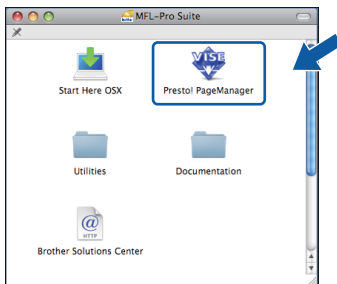 MFL-Pro Suite
Start Here OSX
VISE
Presto! PageManager
Utilities
Documentation
@
HTTP
Brother Solutions Center